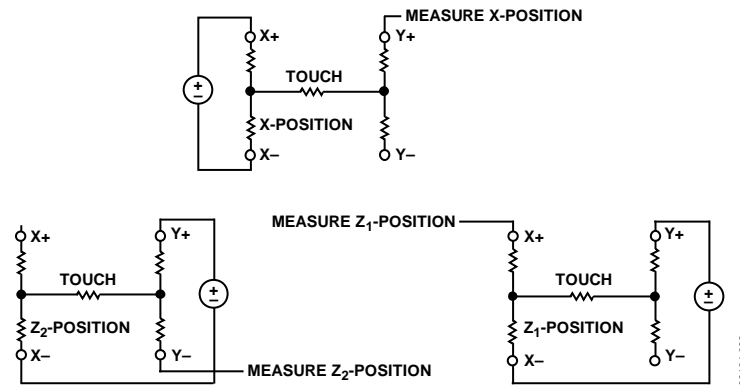 MEASURE X-POSITION
X+
Y+
TOUCH
X-POSITION
X–
Y–
X+
Y+
TOUCH
Z2-POSITION
X–
Y–
MEASURE Z2-POSITION
MEASURE Z1-POSITION
X+
Y+
TOUCH
Z1-POSITION
X–
Y–